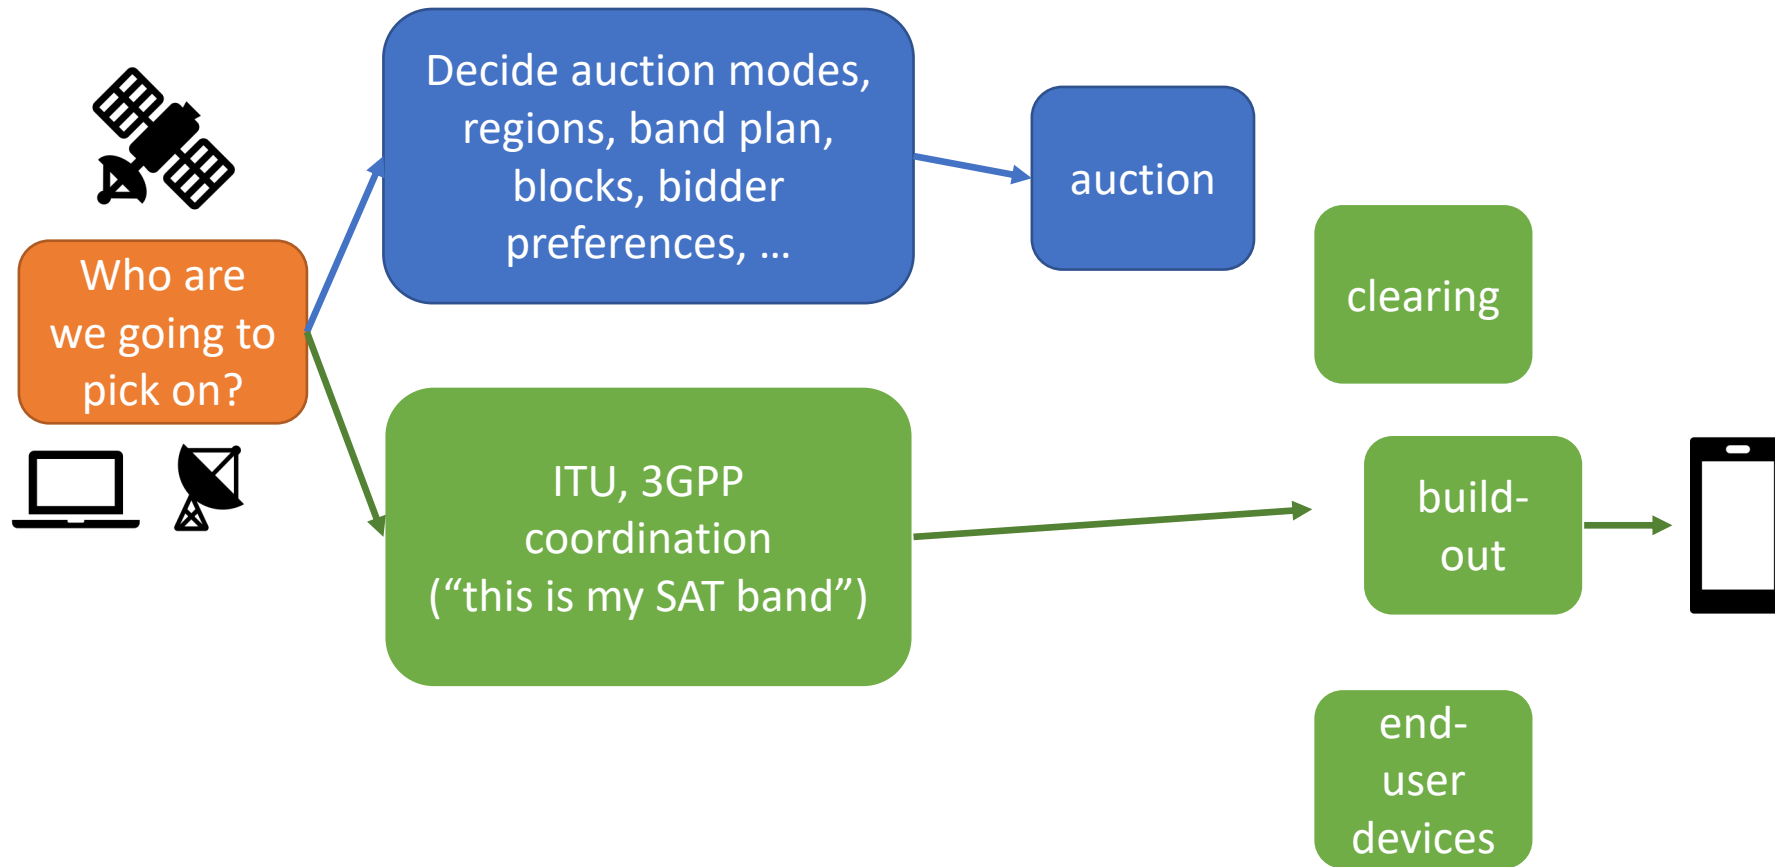 Who are
we going to
pick on?
Decide auction modes,
regions, band plan,
blocks, bidder
preferences, ...
auction
ITU, 3GPP
coordination
(“this is my SAT band”)
clearing
build-
out
end-
user
devices